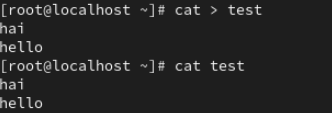 [root@localhost ~]# cat > test
hai
hello
[root@localhost ~]# cat test
hai
hello